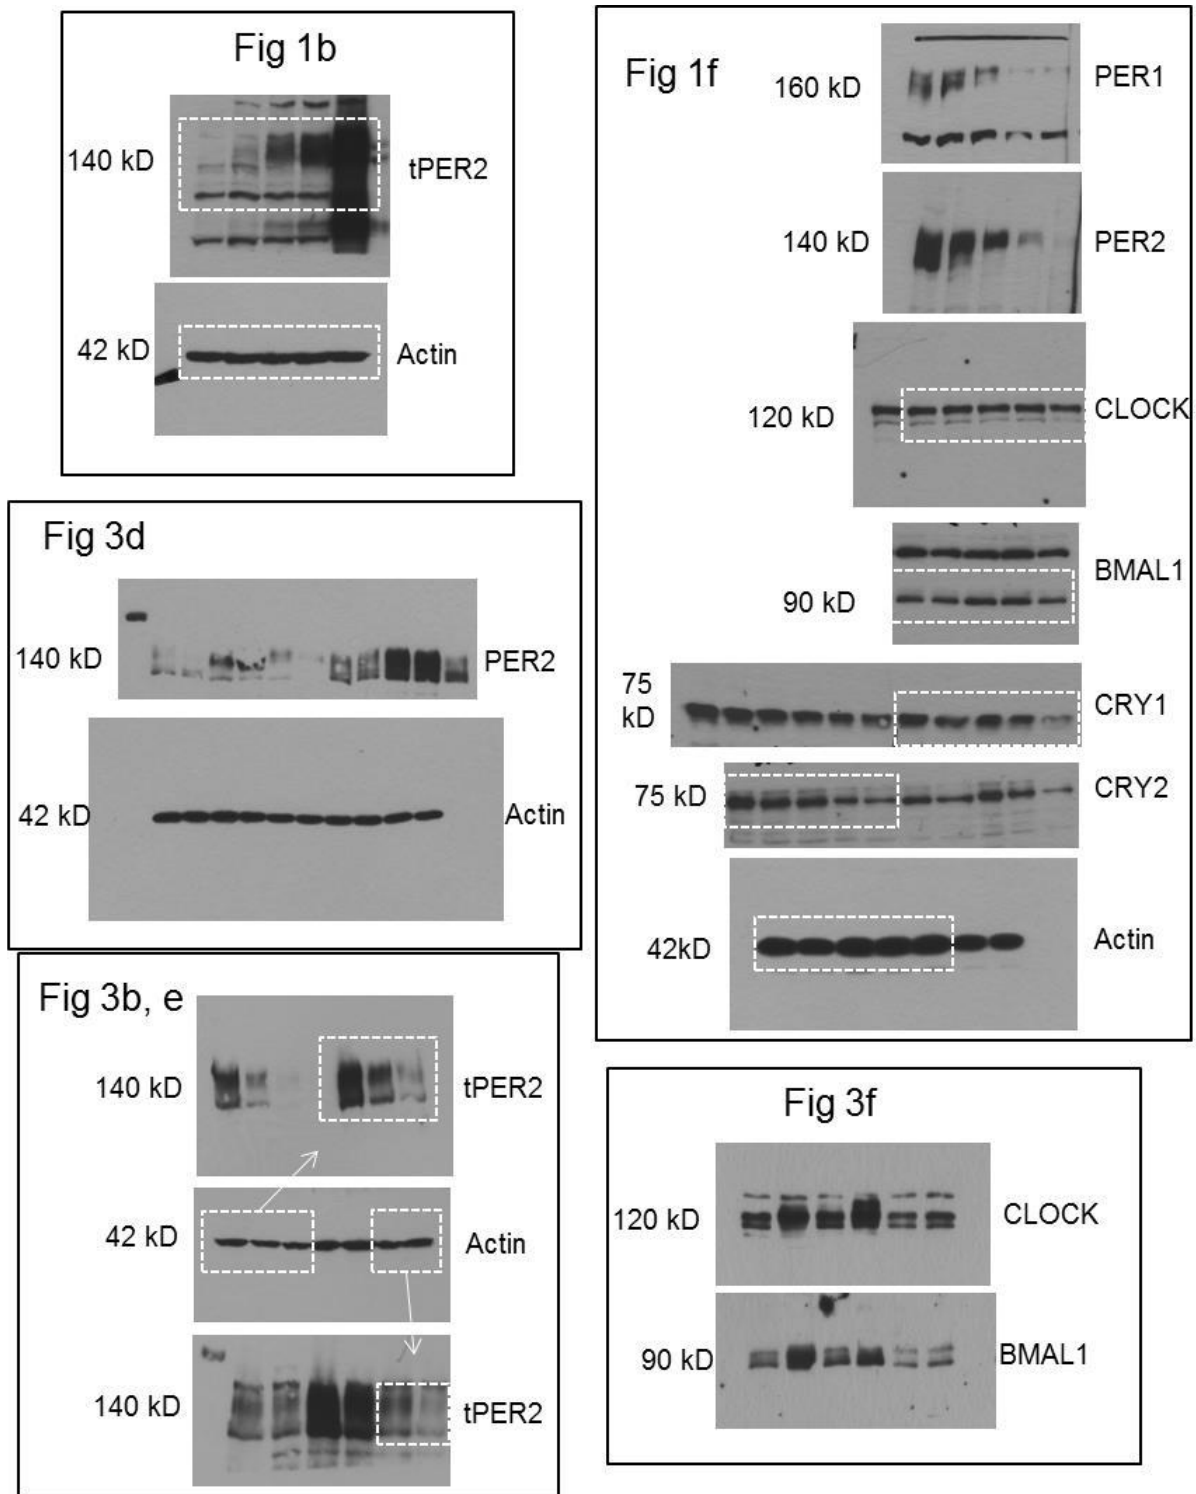 Fig 1b
140 kD
tPER2
42 kD
Actin
Fig 3d
140 kD
PER2
42 kD
Actin
Fig 3b, e
140 kD
tPER2
42 kD
Actin
140 kD
tPER2
Fig 1f
160 kD
PER1
140 kD
PER2
120 kD
CLOCK
90 kD
BMAL1
75
kD
CRY1
75 kD
CRY2
42kD
Actin
Fig 3f
120 kD
CLOCK
90 kD
BMAL1